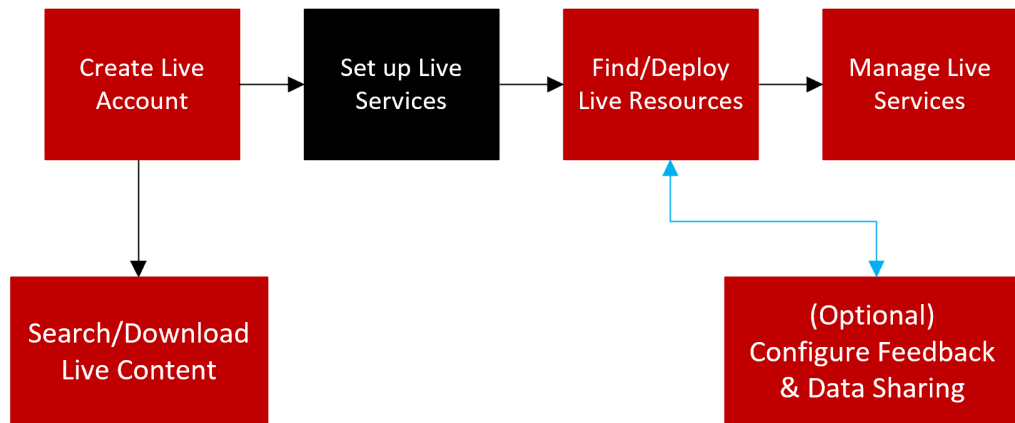 Create Live
Account
Set up Live
Services
Find/Deploy
Live Resources
Manage Live
Services
Search/Download
Live Content
(Optional)
Configure Feedback
& Data Sharing